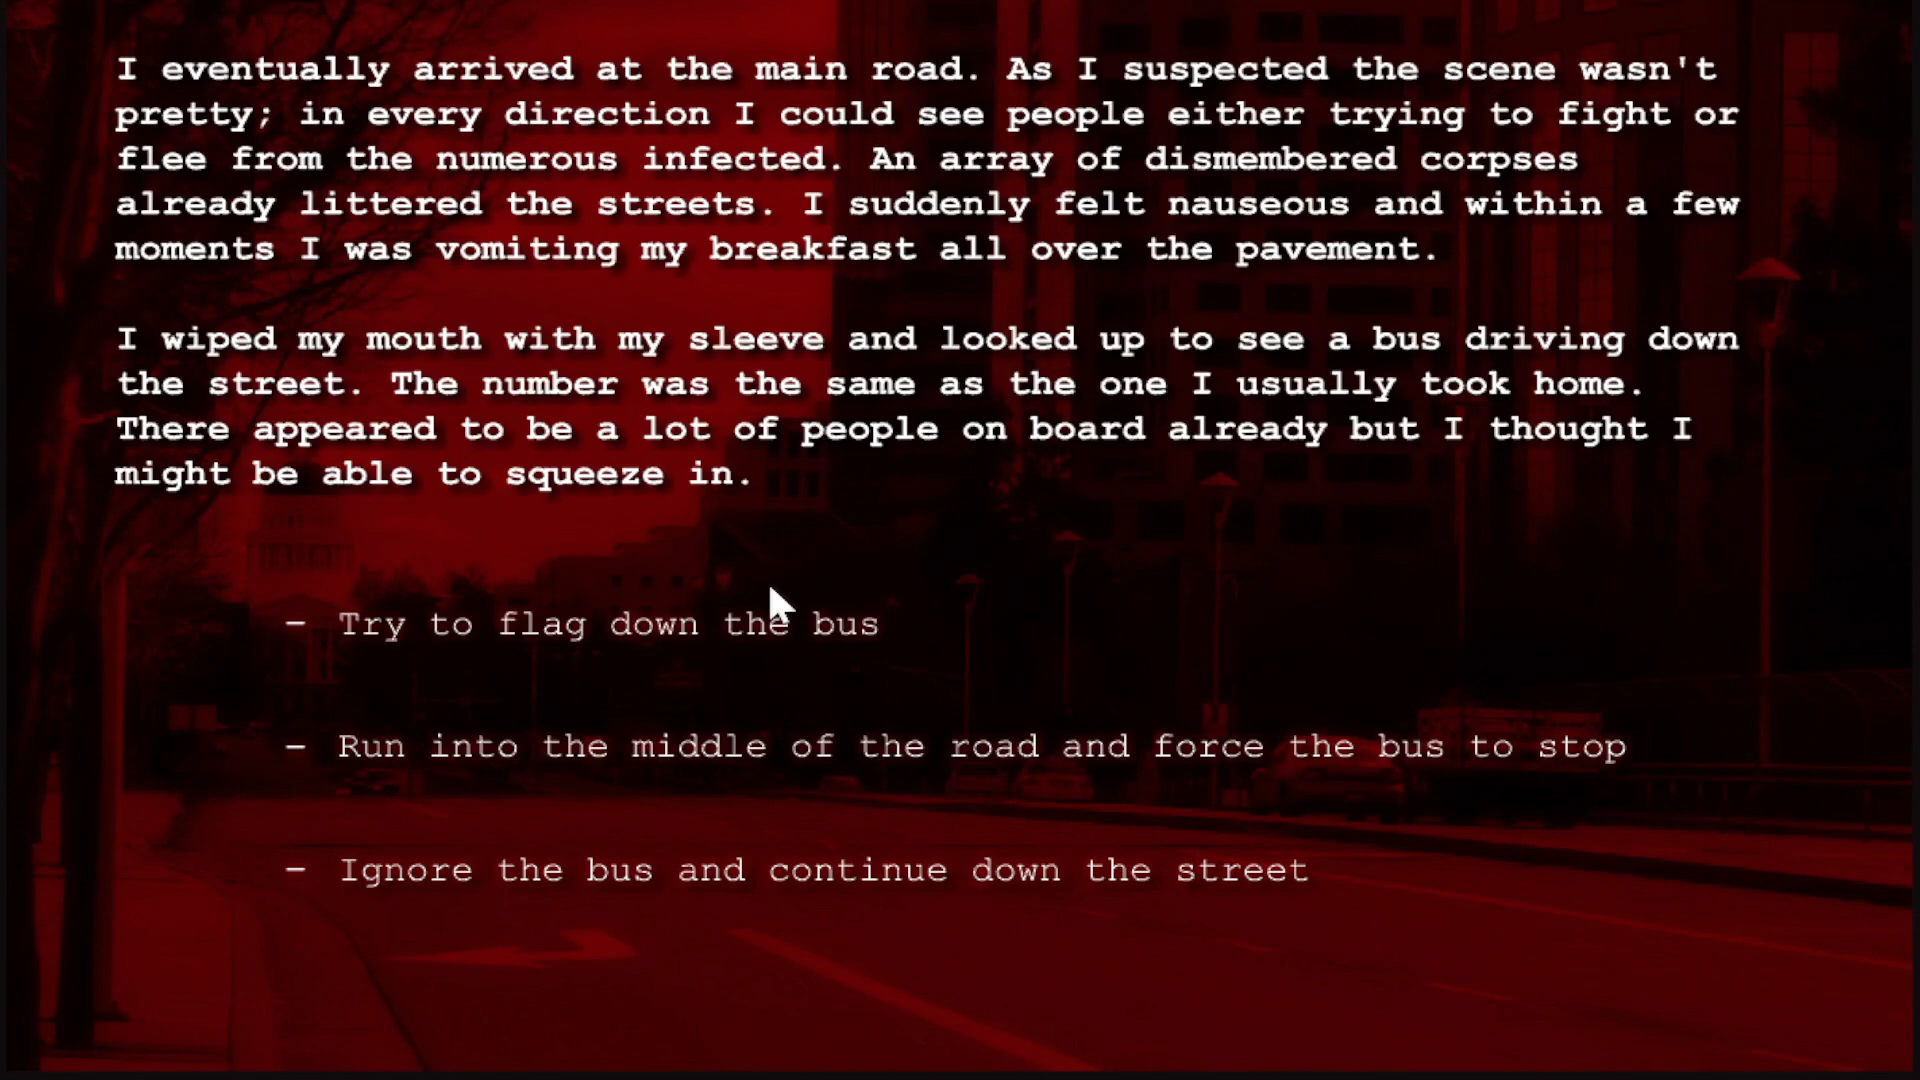 I eventually arrived at the main road. As I suspected the scene wasn't
pretty; in every direction I could see people either trying to fight or
flee from the numerous infected. An array of dismembered corpses
already littered the streets. I suddenly felt nauseous and within a few
moments I was vomiting my breakfast all over the pavement.
I wiped my mouth with my sleeve and looked up to see a bus driving down
the street. The number was the same as the one I usually took home.
There appeared to be a lot of people on board already but I thought I
might be able to squeeze in.
- Try to flag down the bus
- Run into the middle of the road and force the bus to stop
- Ignore the bus and continue down the street